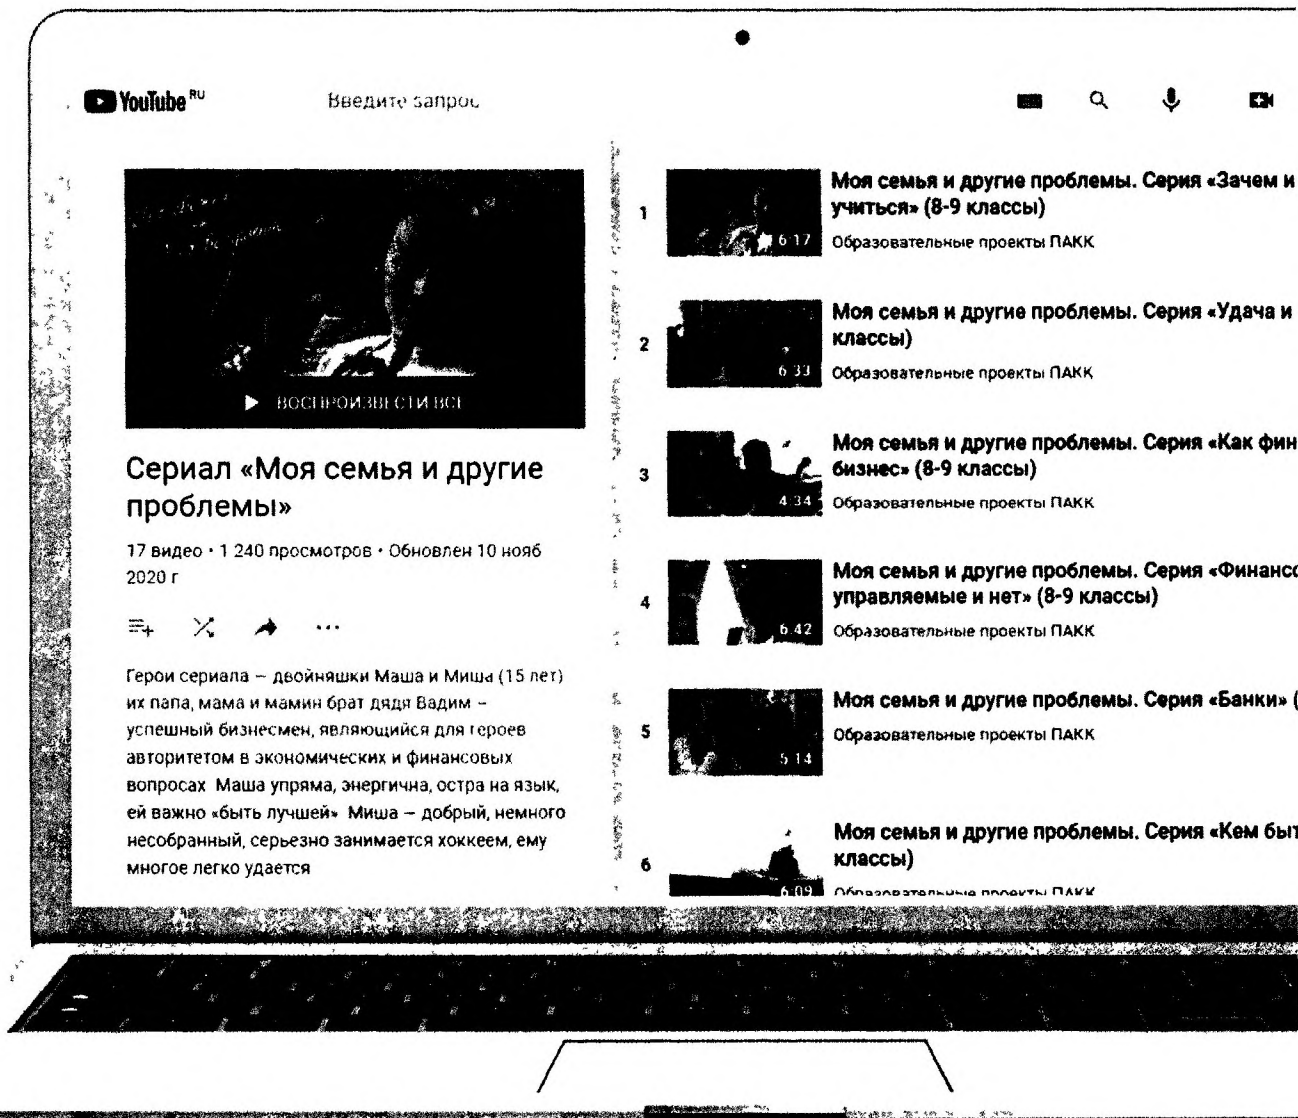 YouTube RU
Введите запрос
ВОСПРОИЗВЕСТИ ВСЕ
Сериал «Моя семья и другие
проблемы»
17 видео • 1 240 просмотров • Обновлен 10 нояб
2020 г
Герои сериала – двойняшки Маша и Миша (15 лет)
их папа, мама и мамин брат дядя Вадим –
успешный бизнесмен, являющийся для героев
авторитетом в экономических и финансовых
вопросах Маша упряма, энергична, остра на язык,
ей важно «быть лучшей» Миша – добрый, немного
несобранный, серьезно занимается хоккеем, ему
многое легко удается
1
6:17
Моя семья и другие проблемы. Серия «Зачем и
учиться» (8-9 классы)
Образовательные проекты ПАКК
2
6:33
Моя семья и другие проблемы. Серия «Удача и
классы)
Образовательные проекты ПАКК
3
4:34
Моя семья и другие проблемы. Серия «Как фин
бизнес» (8-9 классы)
Образовательные проекты ПАКК
4
6:42
Моя семья и другие проблемы. Серия «Финансо
управляемые и нет» (8-9 классы)
Образовательные проекты ПАКК
5
5:14
Моя семья и другие проблемы. Серия «Банки» (
Образовательные проекты ПАКК
6
6:09
Моя семья и другие проблемы. Серия «Кем быт
классы)
Образовательные проекты ПАКК